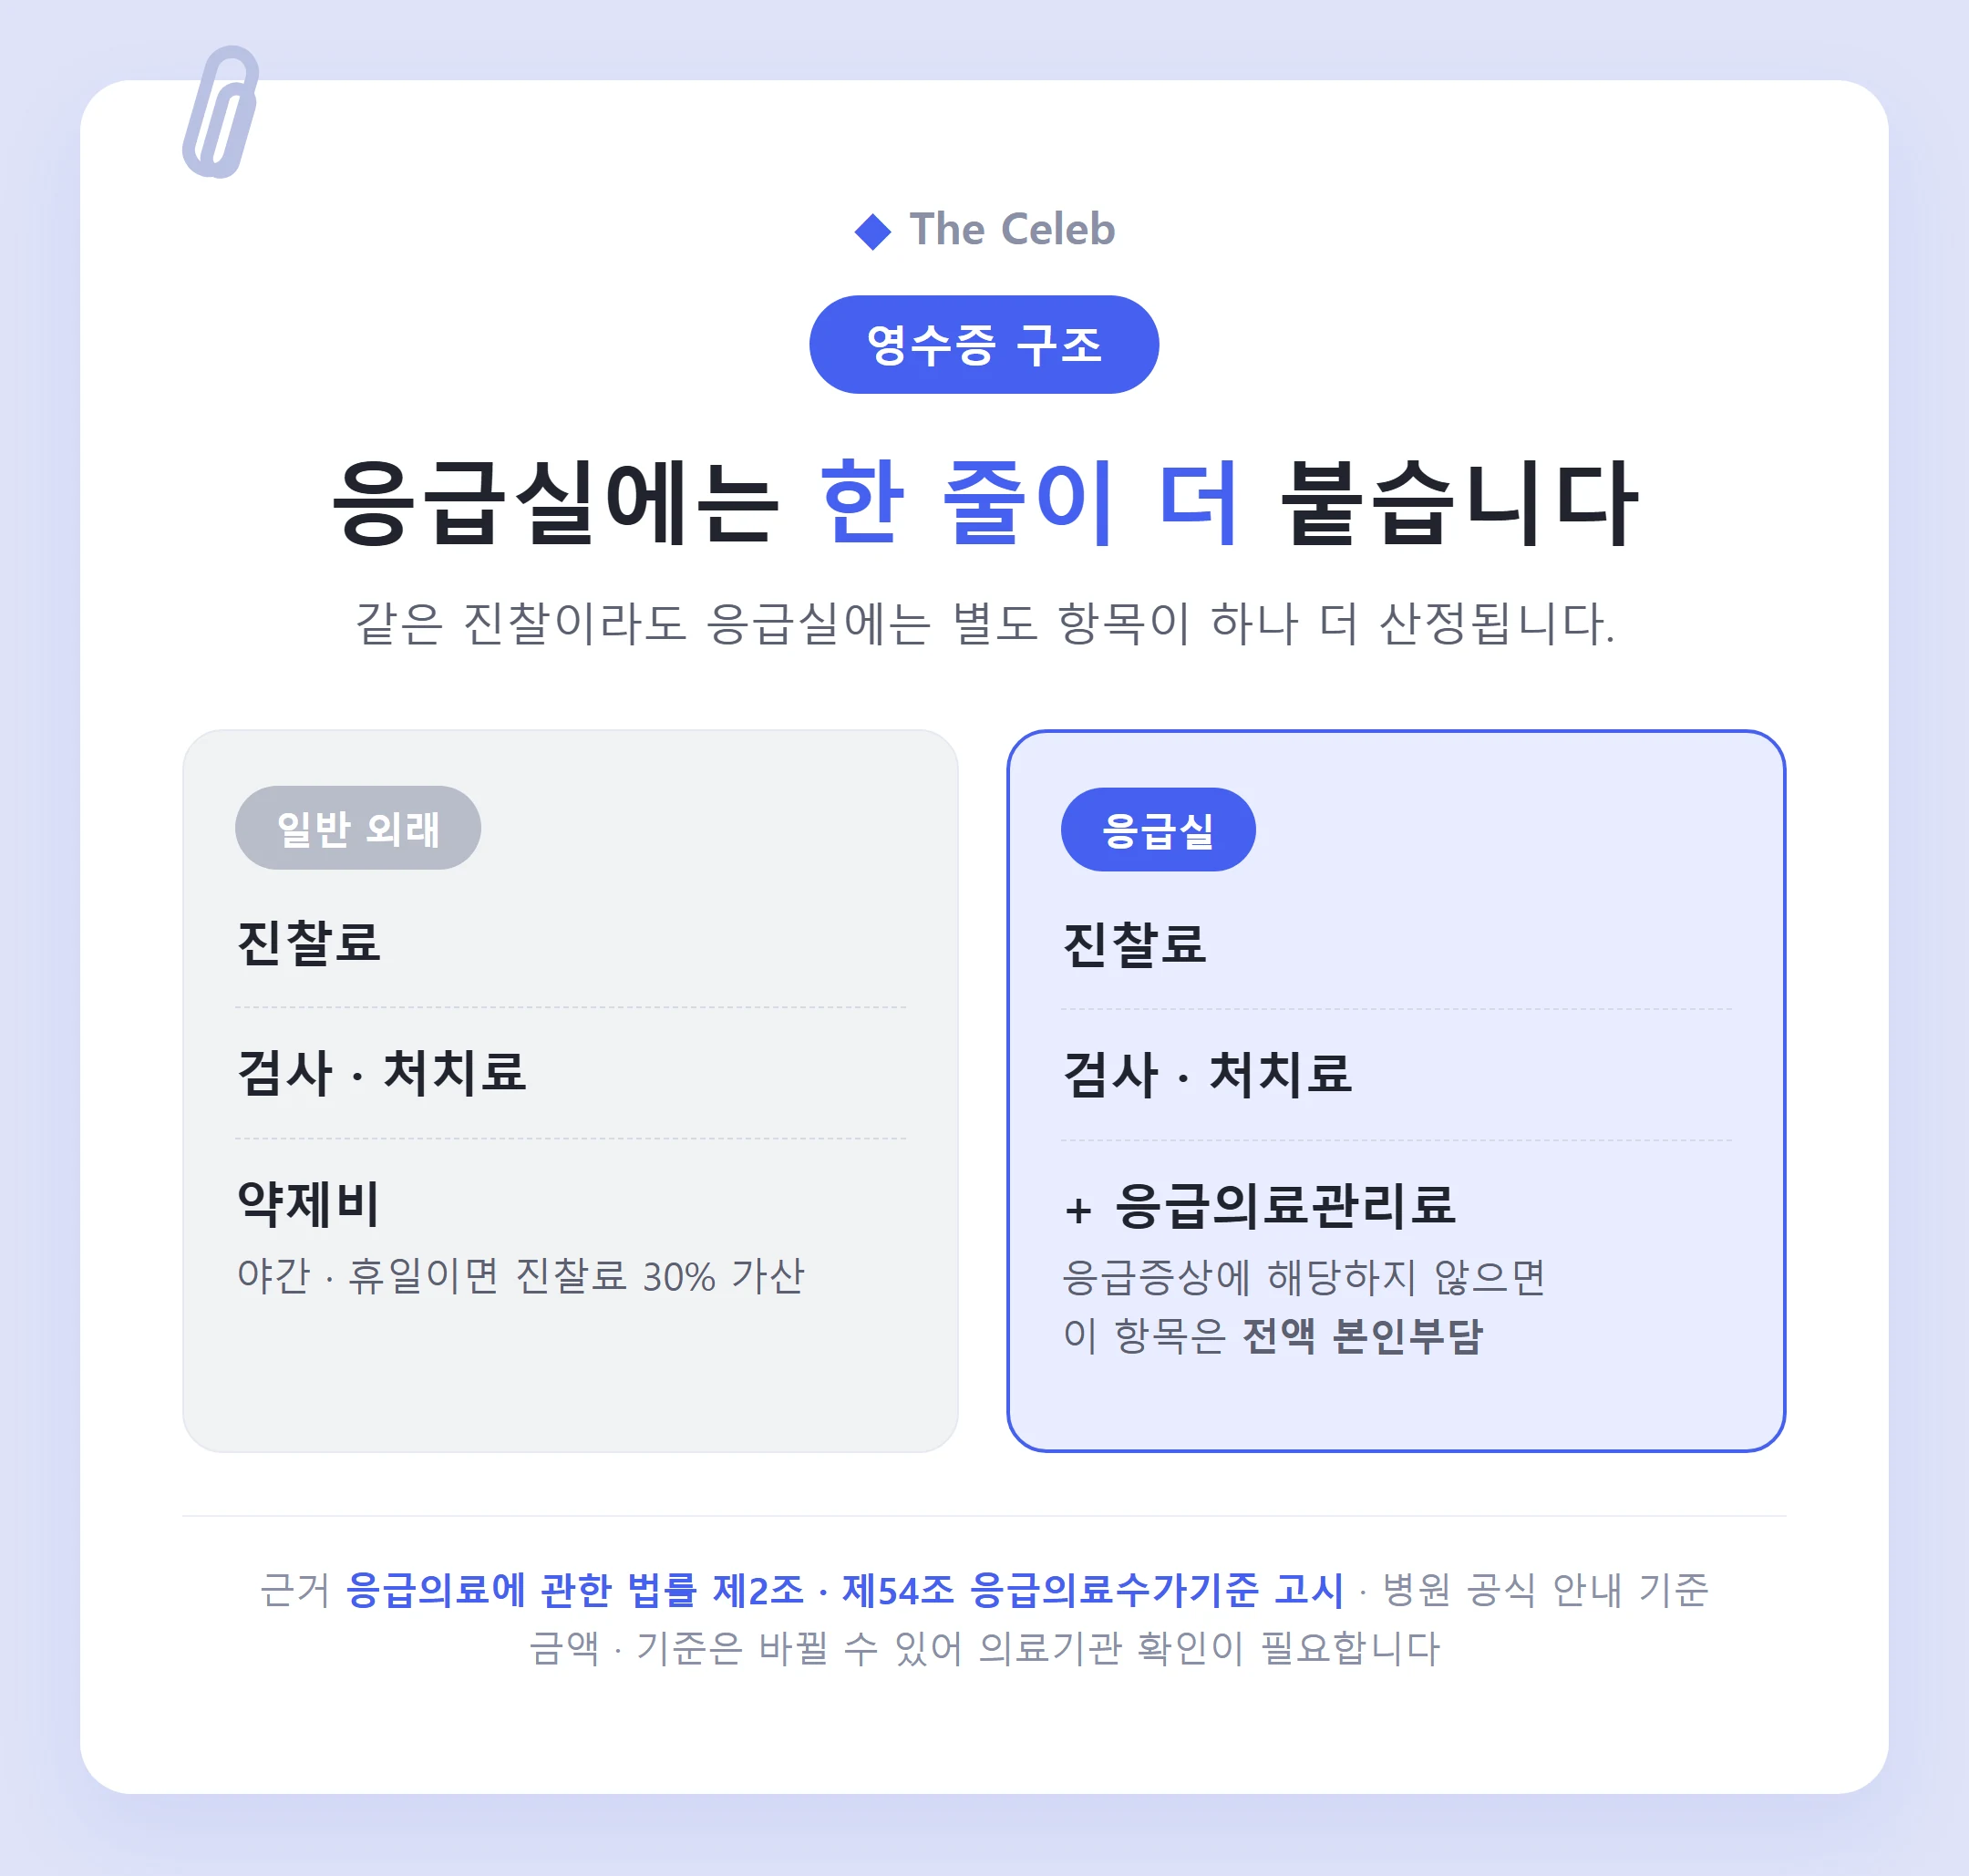 The Celeb
영수증 구조
응급실에는 한 줄이 더 붙습니다
같은 진찰이라도 응급실에는 별도 항목이 하나 더 산정됩니다.
일반 외래
진찰료
검사 · 처치료
약제비
야간 · 휴일이면 진찰료 30% 가산
응급실
진찰료
검사 · 처치료
+ 응급의료관리료
응급증상에 해당하지 않으면
이 항목은 전액 본인부담
근거 응급의료에 관한 법률 제2조 · 제54조 응급의료수가기준 고시 · 병원 공식 안내 기준
금액 · 기준은 바뀔 수 있어 의료기관 확인이 필요합니다